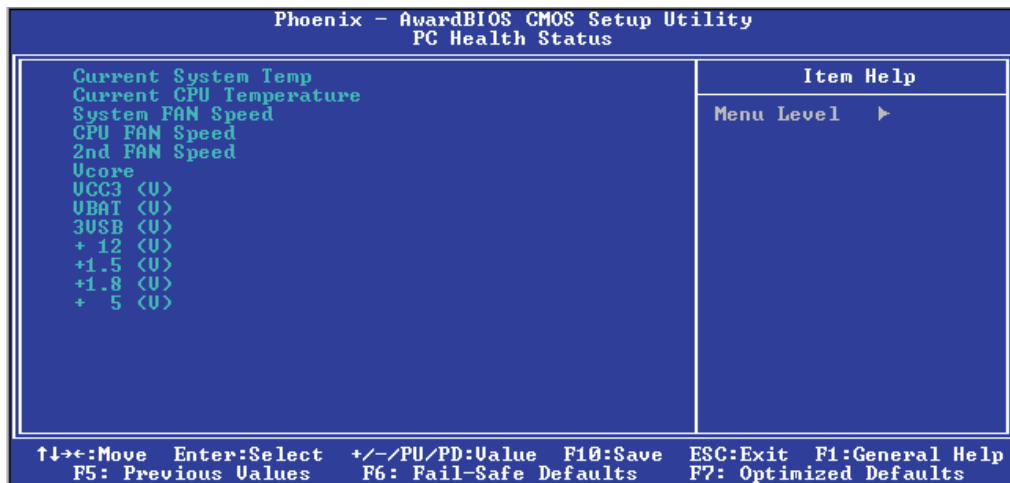 Phoenix - AwardBIOS CMOS Setup Utility
PC Health Status
Current System Temp
Current CPU Temperature
System FAN Speed
CPU FAN Speed
2nd FAN Speed
Vcore
VCC3 (V)
VBAT (V)
3VSB (V)
+ 12 (V)
+1.5 (V)
+1.8 (V)
+  5 (V)
Item Help
Menu Level ►
↑↓→←:Move Enter:Select +/-/PU/PD:Value F10:Save ESC:Exit F1:General Help
F5: Previous Values F6: Fail-Safe Defaults F7: Optimized Defaults